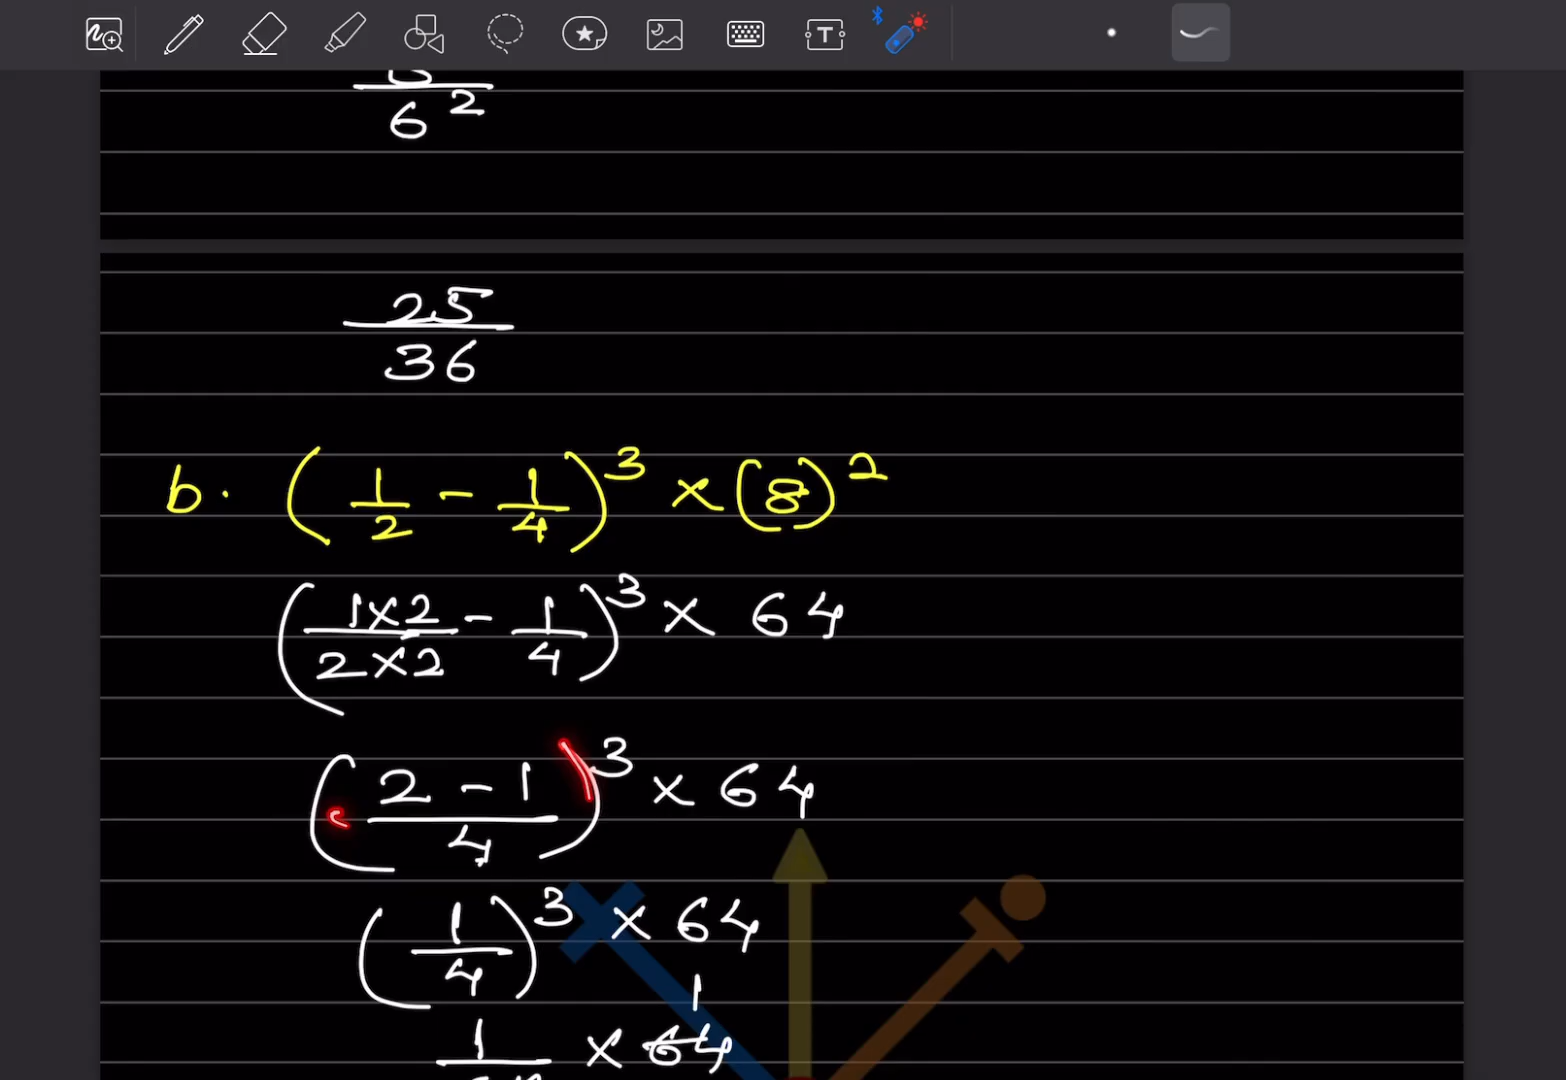 6²
25
36
b. (1/2 - 1/4)³ × (8)²
(1×2/2×2 - 1/4)³ × 64
(2 - 1/4)³ × 64
(1/4)³ × 64
1
1 × 64